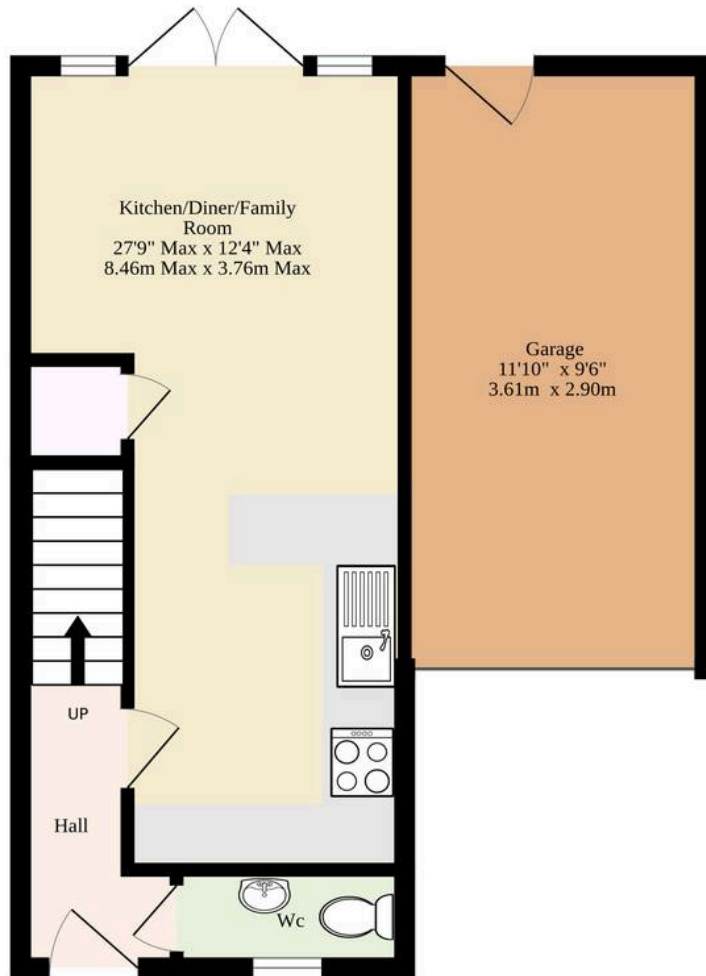 Kitchen/Diner/Family
Room
27'9" Max x 12'4" Max
8.46m Max x 3.76m Max
Garage
11'10" x 9'6"
3.61m x 2.90m
UP
Hall
Wc